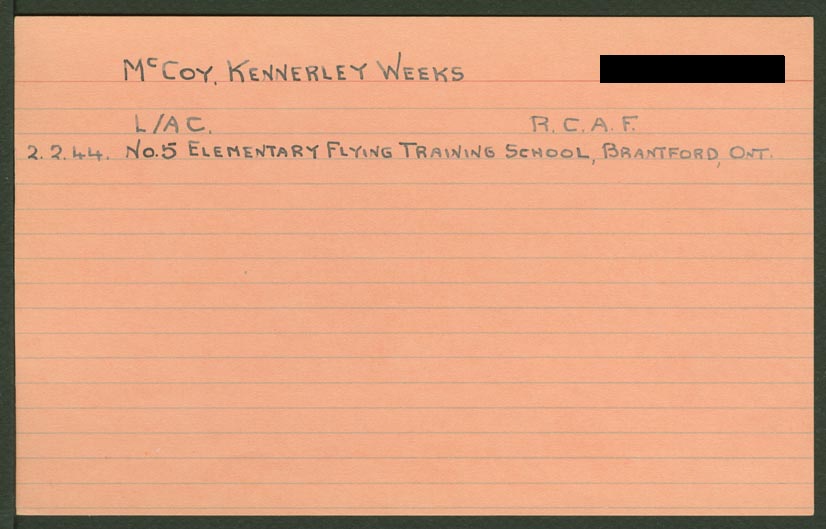 McCOY, KENNERLEY WEEKS
L/AC. R.C.A.F.
2.2.44. No.5 ELEMENTARY FLYING TRAINING SCHOOL, BRANTFORD, ONT.